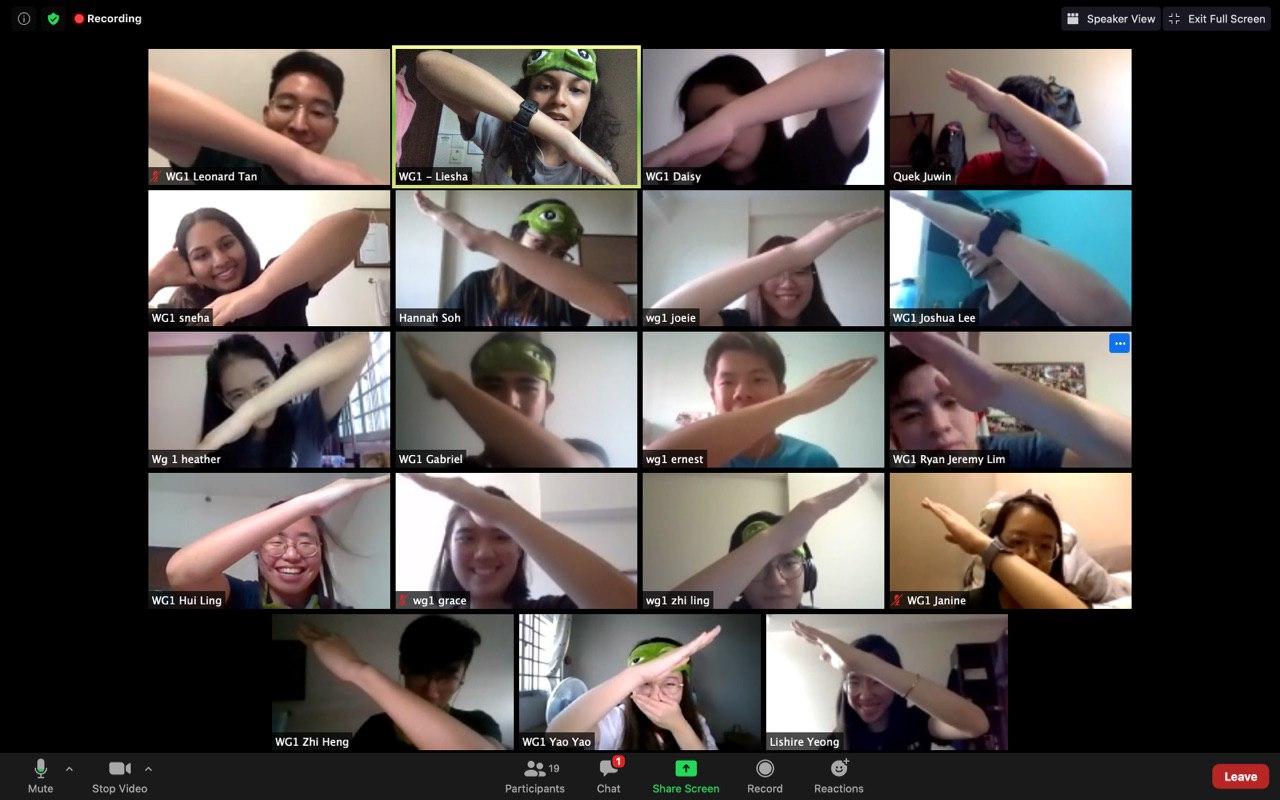 Recording
Speaker View
Exit Full Screen
WG1 Leonard Tan
WG1 – Liesha
WG1 Daisy
Quek Juwin
WG1 sneha
Hannah Soh
wg1 joeie
WG1 Joshua Lee
Wg 1 heather
WG1 Gabriel
wg1 ernest
WG1 Ryan Jeremy Lim
WG1 Hui Ling
wg1 grace
wg1 zhi ling
WG1 Janine
WG1 Zhi Heng
WG1 Yao Yao
Lishire Yeong
19
1
Mute
Stop Video
Participants
Chat
Share Screen
Record
Reactions
Leave